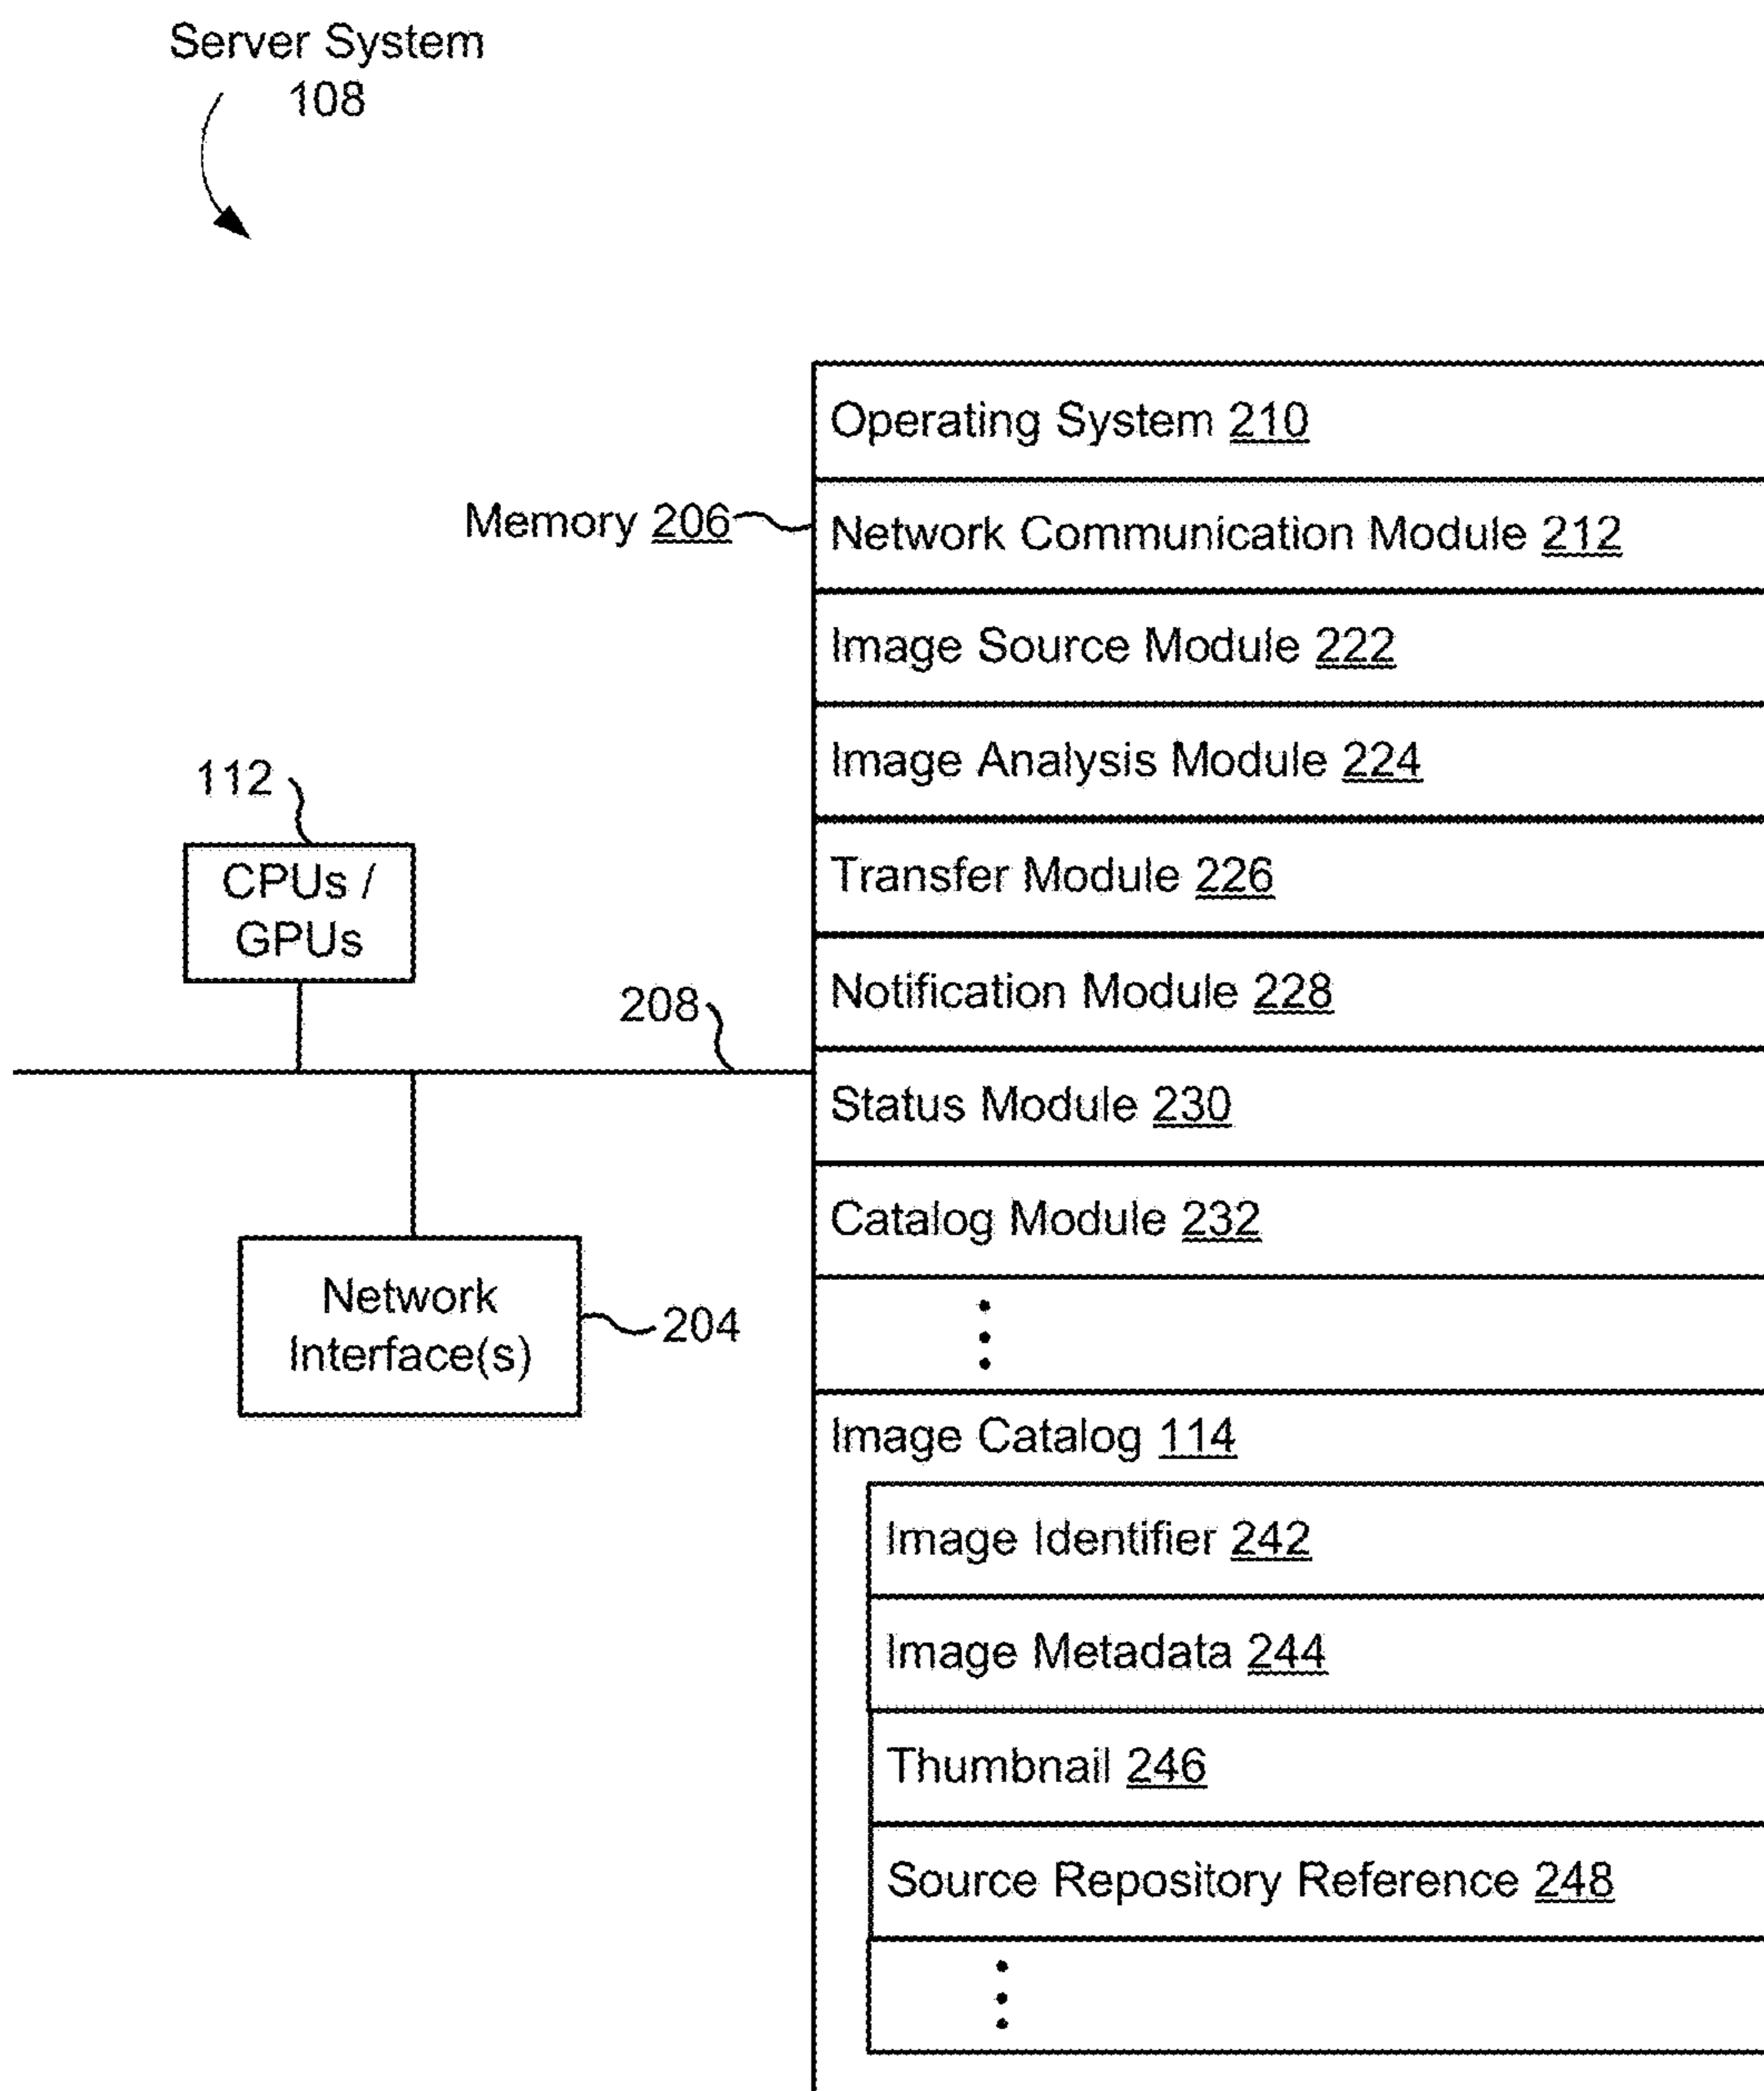 Server System
108
Operating System 210
Memory 206
Network Communication Module 212
Image Source Module 222
Image Analysis Module 224
112
CPUs /
GPUs
Transfer Module 226
Notification Module 228
208
Status Module 230
Catalog Module 232
Network
Interface(s)
204
Image Catalog 114
Image Identifier 242
Image Metadata 244
Thumbnail 246
Source Repository Reference 248